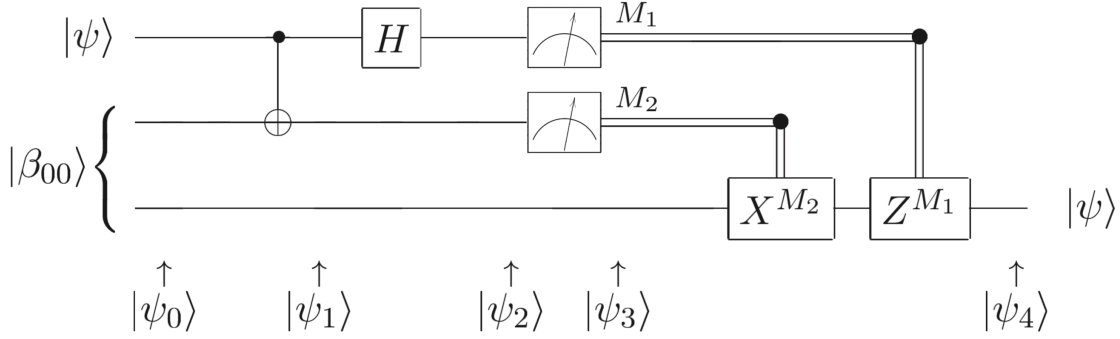 |ψ⟩ H M₁
M₂
|β₀₀⟩
X^{M₂} Z^{M₁} |ψ⟩
↑ ↑ ↑ ↑ ↑
|ψ₀⟩ |ψ₁⟩ |ψ₂⟩ |ψ₃⟩ |ψ₄⟩